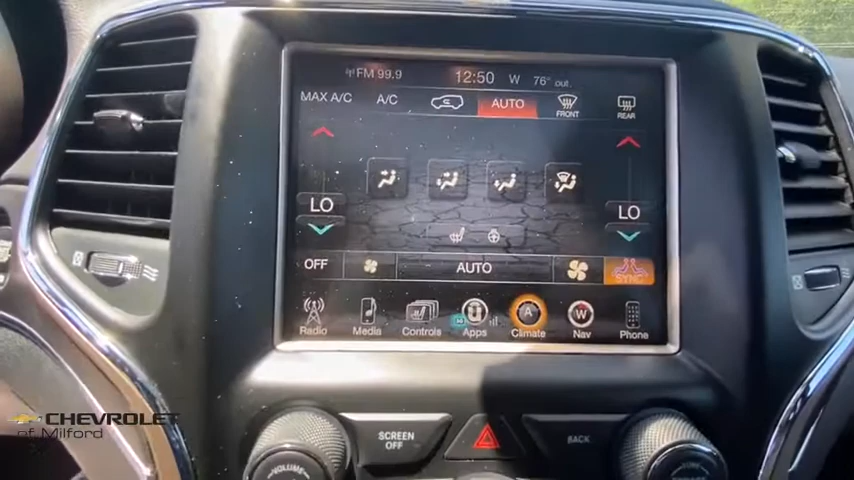 FM 99.9 12:50 W 76° out
MAX A/C A/C AUTO FRONT REAR
LO LO
OFF AUTO SYNC
Radio Media Controls Apps Climate Nav Phone
A W
CHEVROLET
of Milford
SCREEN OFF BACK
VOLUME